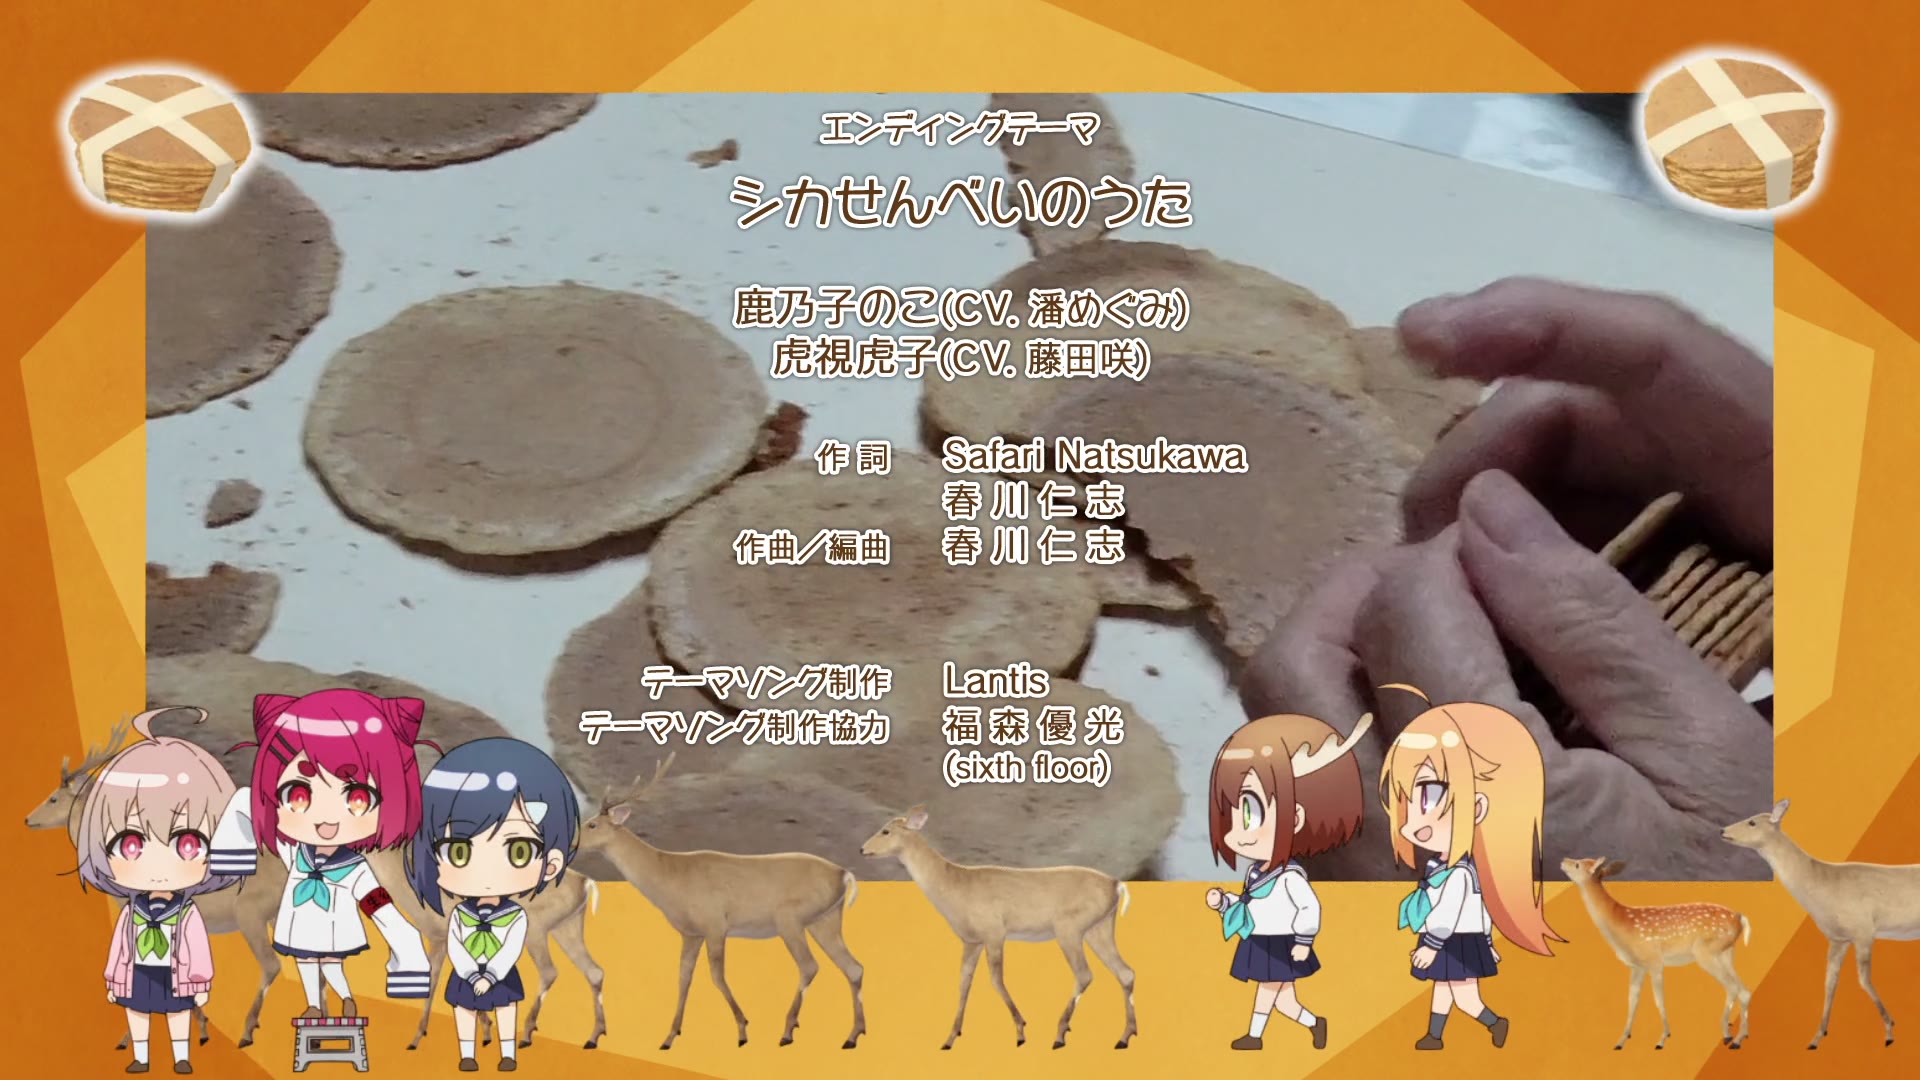 エンディングテーマ
シカせんべいのうた
鹿乃子のこ(CV. 潘めぐみ)
虎視虎子(CV. 藤田咲)
作 詞 Safari Natsukawa
春 川 仁 志
作曲／編曲 春 川 仁 志
テーマソング制作 Lantis
テーマソング制作協力 福 森 優 光
(sixth floor)